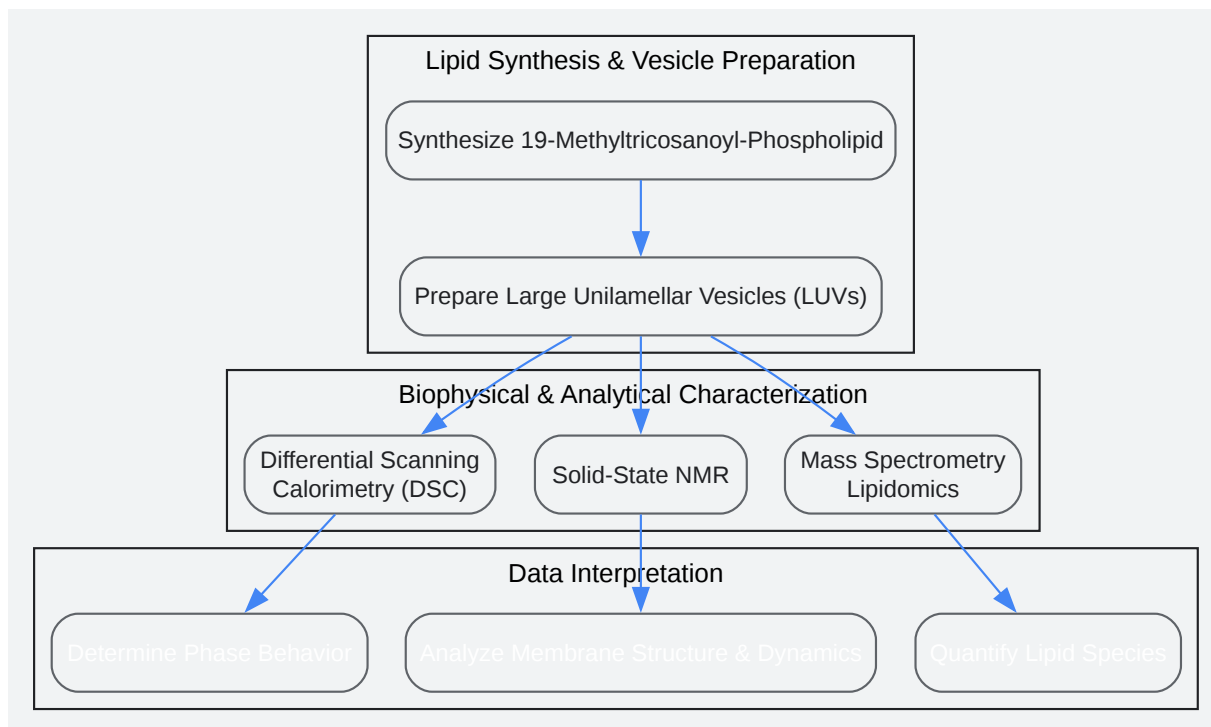 Lipid Synthesis & Vesicle Preparation
Synthesize 19-Methyltricosanoyl-Phospholipid
Prepare Large Unilamellar Vesicles (LUVs)
Biophysical & Analytical Characterization
Differential Scanning
Calorimetry (DSC)
Solid-State NMR
Mass Spectrometry
Lipidomics
Data Interpretation
Determine Phase Behavior
Analyze Membrane Structure & Dynamics
Quantify Lipid Species